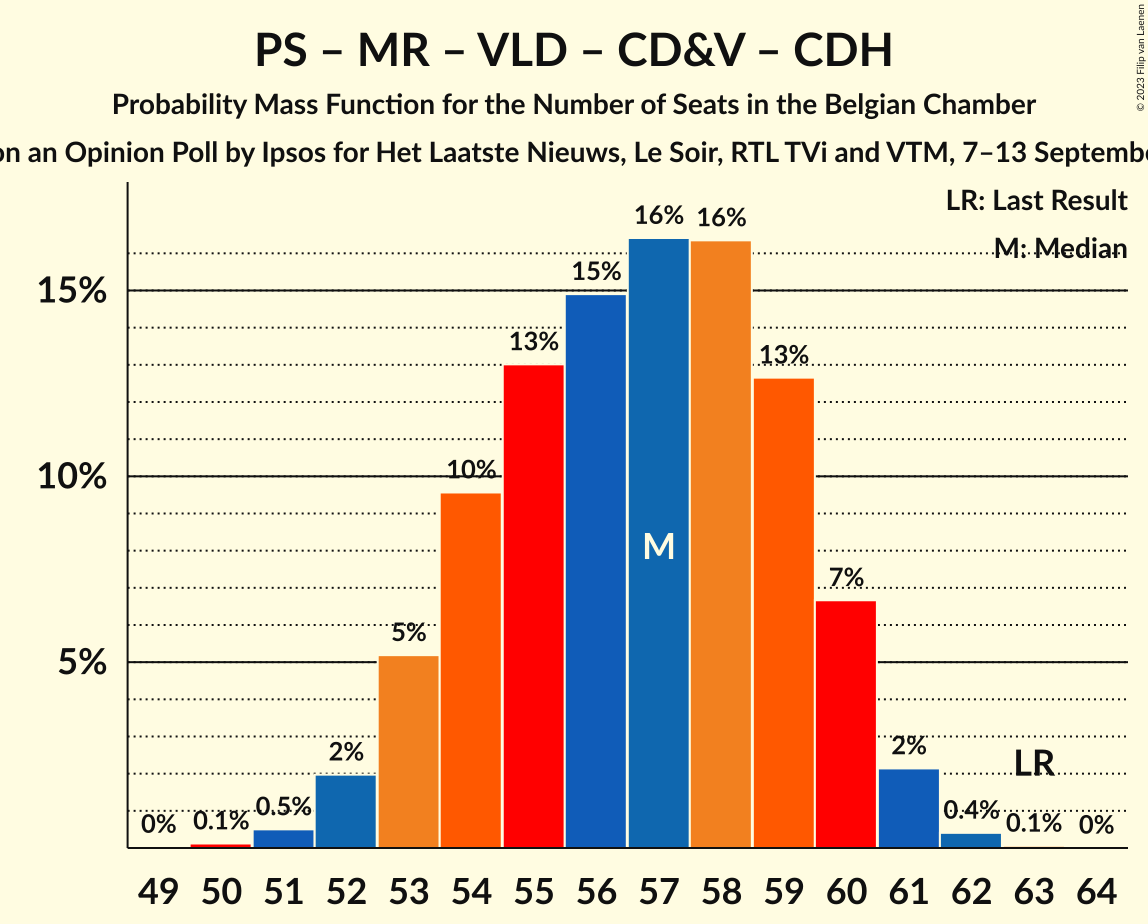 PS – MR – VLD – CD&V – CDH
Probability Mass Function for the Number of Seats in the Belgian Chamber
on an Opinion Poll by Ipsos for Het Laatste Nieuws, Le Soir, RTL TVi and VTM, 7–13 Septembe
© 2023 Filip van Laenen
LR: Last Result
M: Median
15%
10%
5%
0%
0.1%
0.5%
2%
5%
10%
13%
15%
16%
16%
13%
7%
2%
0.4%
0.1%
0%
M
LR
49 50 51 52 53 54 55 56 57 58 59 60 61 62 63 64